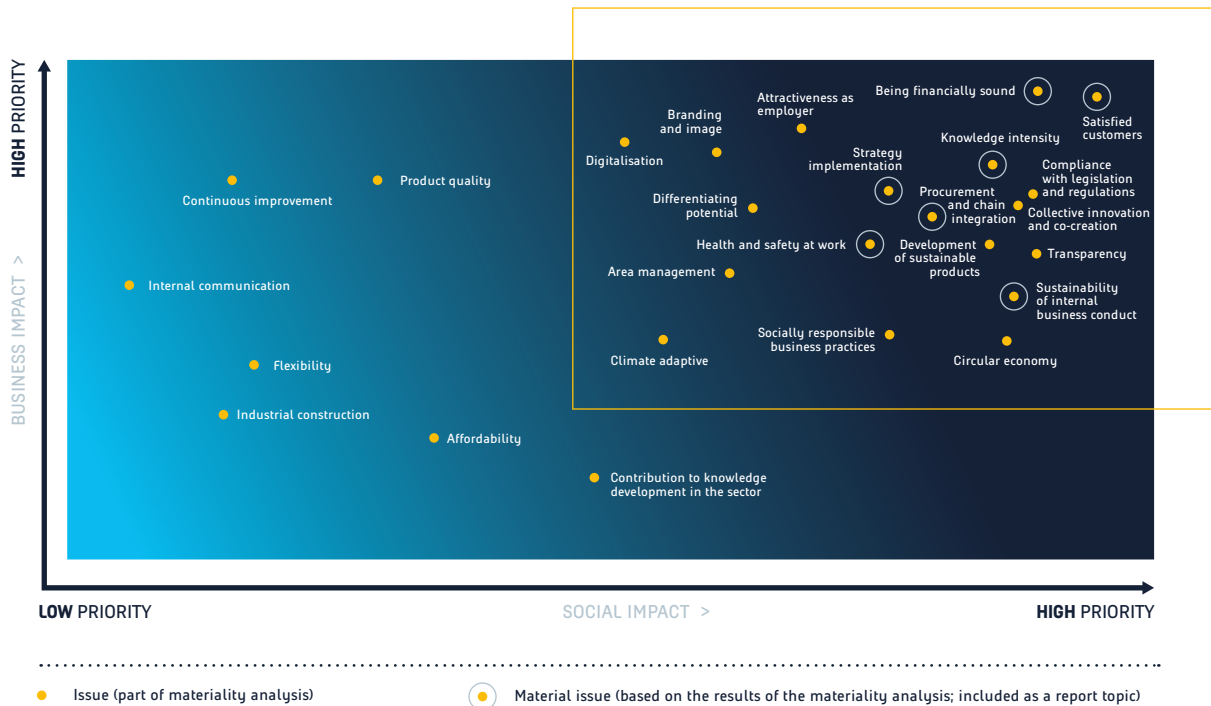 HIGH PRIORITY
BUSINESS IMPACT >
Being financially sound
Satisfied
customers
Attractiveness as
employer
Branding
and image
Digitalisation
Knowledge intensity
Strategy
implementation
Compliance
with legislation
and regulations
Continuous improvement
Product quality
Differentiating
potential
Procurement
and chain
integration
Collective innovation
and co-creation
Health and safety at work
Development
of sustainable
products
Transparency
Area management
Internal communication
Sustainability
of internal
business conduct
Socially responsible
business practices
Climate adaptive
Circular economy
Flexibility
Industrial construction
Affordability
Contribution to knowledge
development in the sector
LOW PRIORITY
SOCIAL IMPACT >
HIGH PRIORITY
Issue (part of materiality analysis)
Material issue (based on the results of the materiality analysis; included as a report topic)